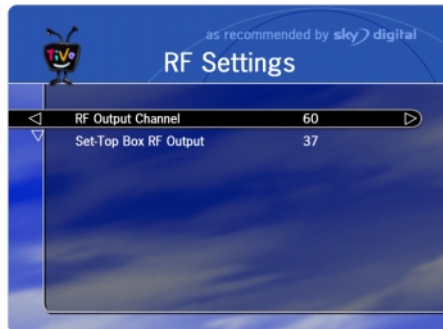 TiVo
as recommended by sky digital
RF Settings
RF Output Channel 60
Set-Top Box RF Output 37